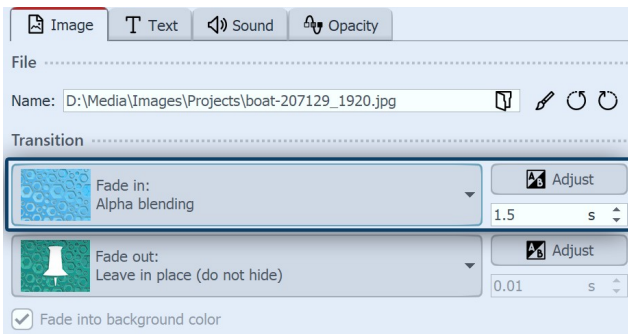 Image Text Sound Opacity
File
Name: D:\Media\Images\Projects\boat-207129_1920.jpg
Transition
Fade in:
Alpha blending
Adjust
1.5 s
Fade out:
Leave in place (do not hide)
Adjust
0.01 s
Fade into background color